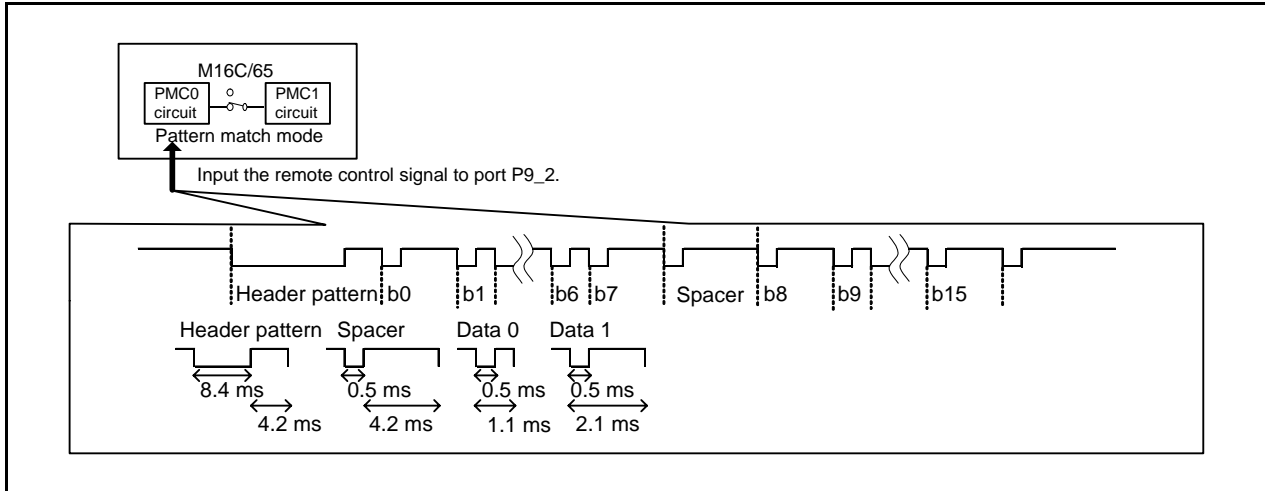 M16C/65
PMC0 circuit
PMC1 circuit
Pattern match mode
Input the remote control signal to port P9_2.
Header pattern b0 b1 b6 b7 Spacer b8 b9 b15
Header pattern Spacer Data 0 Data 1
8.4 ms 0.5 ms 0.5 ms 0.5 ms
4.2 ms 4.2 ms 1.1 ms 2.1 ms